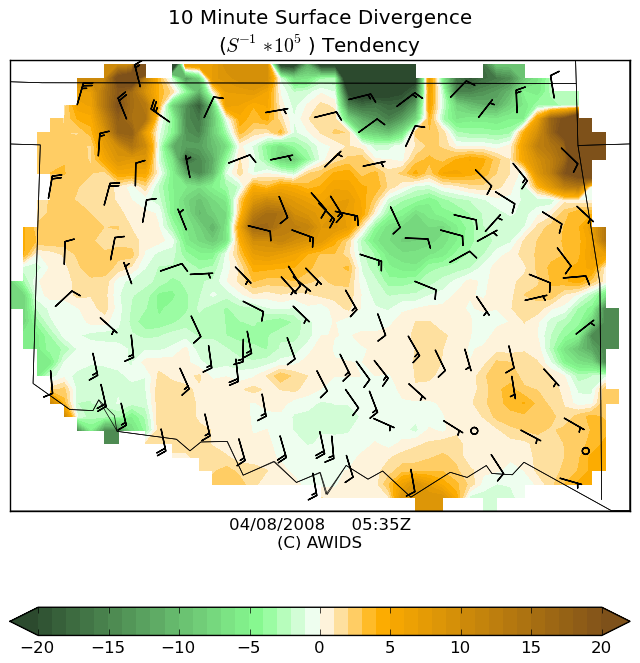 10 Minute Surface Divergence
(S⁻¹ *10⁵ ) Tendency
04/08/2008 05:35Z
(C) AWIDS
−20 −15 −10 −5 0 5 10 15 20